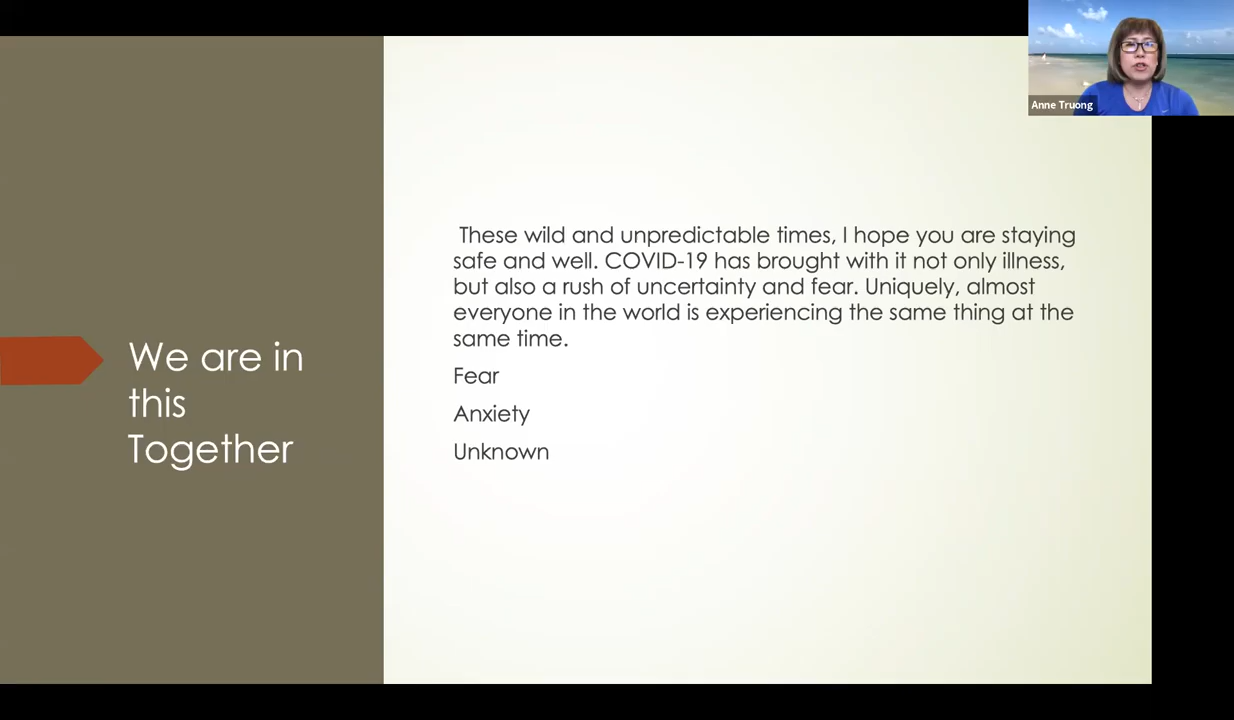 Anne Truong
We are in
this
Together
These wild and unpredictable times, I hope you are staying
safe and well. COVID-19 has brought with it not only illness,
but also a rush of uncertainty and fear. Uniquely, almost
everyone in the world is experiencing the same thing at the
same time.
Fear
Anxiety
Unknown